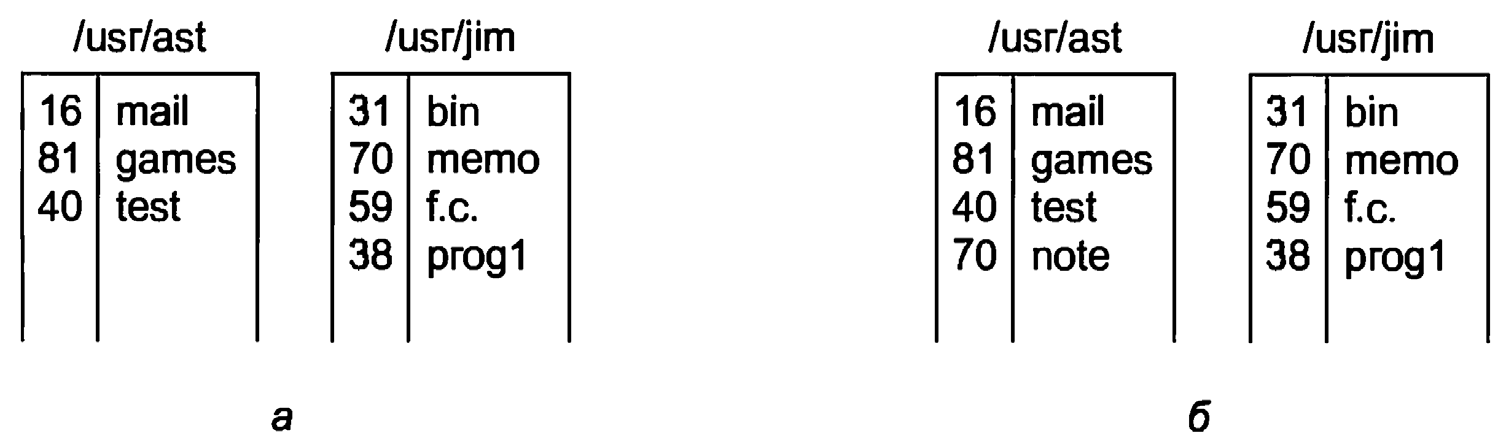 /usr/ast /usr/jim /usr/ast /usr/jim
16 mail 31 bin 16 mail 31 bin
81 games 70 memo 81 games 70 memo
40 test 59 f.c. 40 test 59 f.c.
38 prog1 70 note 38 prog1
а б